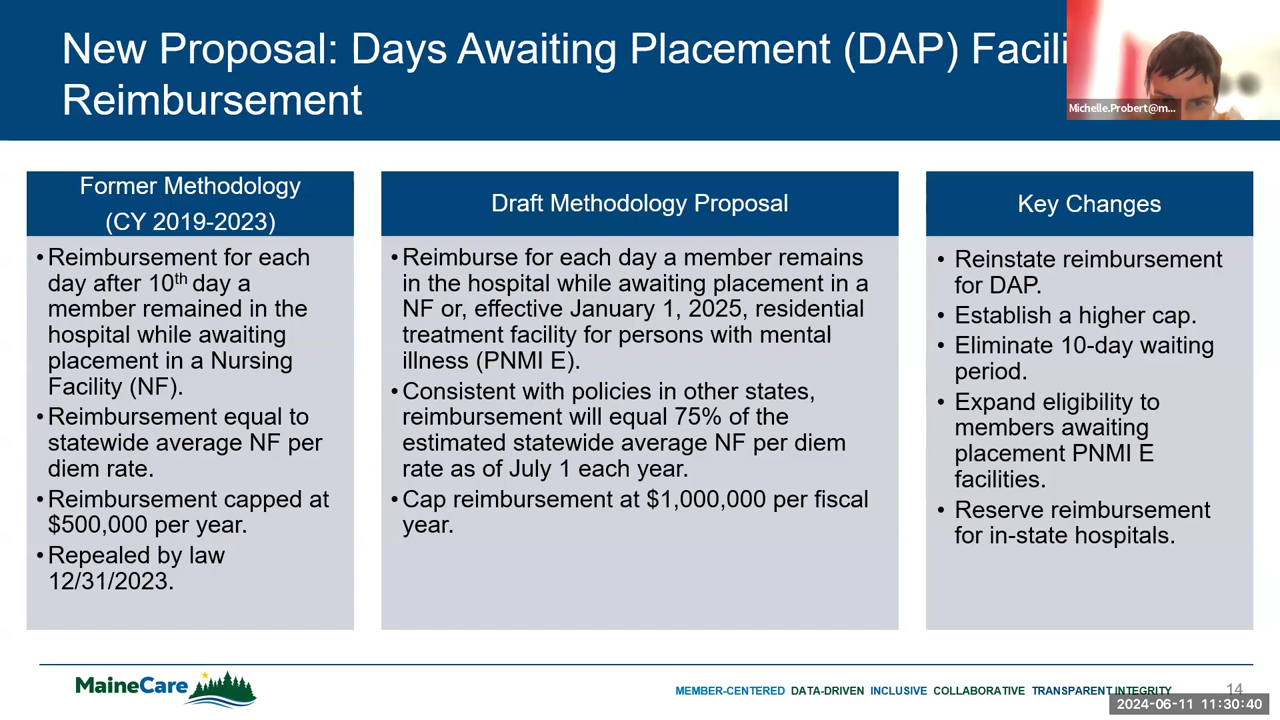 New Proposal: Days Awaiting Placement (DAP) Facili
Reimbursement
Michelle.Probert@m...
Former Methodology
(CY 2019-2023)
•Reimbursement for each
day after 10th day a
member remained in the
hospital while awaiting
placement in a Nursing
Facility (NF).
•Reimbursement equal to
statewide average NF per
diem rate.
•Reimbursement capped at
$500,000 per year.
•Repealed by law
12/31/2023.
Draft Methodology Proposal
•Reimburse for each day a member remains
in the hospital while awaiting placement in a
NF or, effective January 1, 2025, residential
treatment facility for persons with mental
illness (PNMI E).
•Consistent with policies in other states,
reimbursement will equal 75% of the
estimated statewide average NF per diem
rate as of July 1 each year.
•Cap reimbursement at $1,000,000 per fiscal
year.
Key Changes
• Reinstate reimbursement
for DAP.
• Establish a higher cap.
• Eliminate 10-day waiting
period.
• Expand eligibility to
members awaiting
placement PNMI E
facilities.
• Reserve reimbursement
for in-state hospitals.
MaineCare
MEMBER-CENTERED DATA-DRIVEN INCLUSIVE COLLABORATIVE TRANSPARENT INTEGRITY
14
2024-06-11 11:30:40